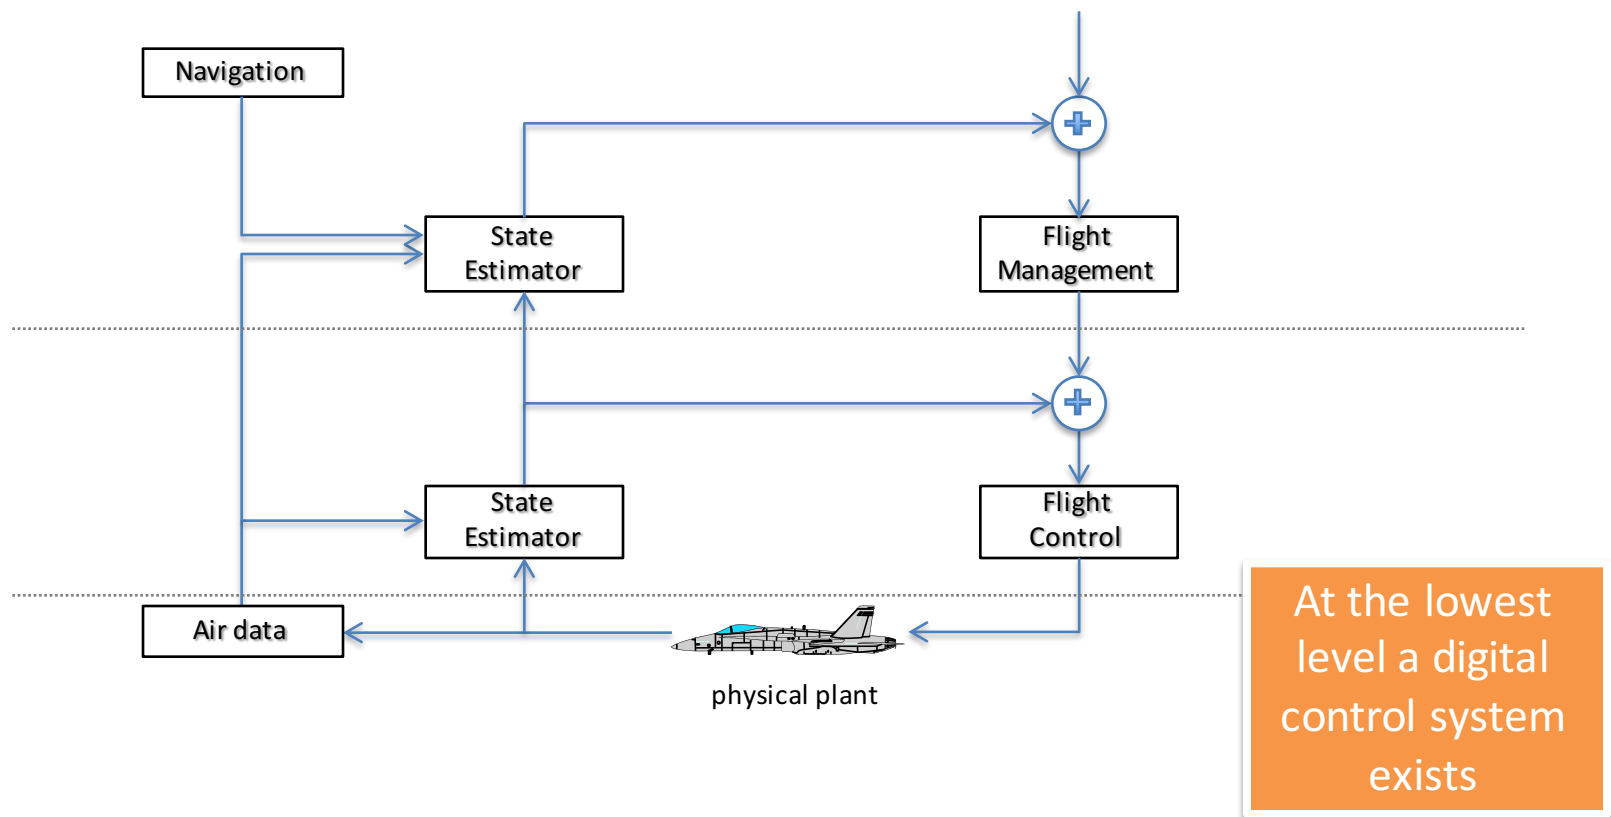 Navigation
State
Estimator
Flight
Management
State
Estimator
Flight
Control
Air data
physical plant
At the lowest
level a digital
control system
exists